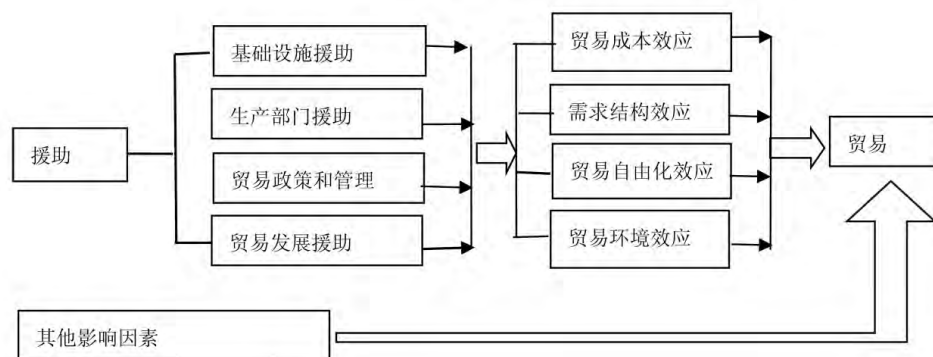 援助
基础设施援助
生产部门援助
贸易政策和管理
贸易发展援助
贸易成本效应
需求结构效应
贸易自由化效应
贸易环境效应
贸易
其他影响因素